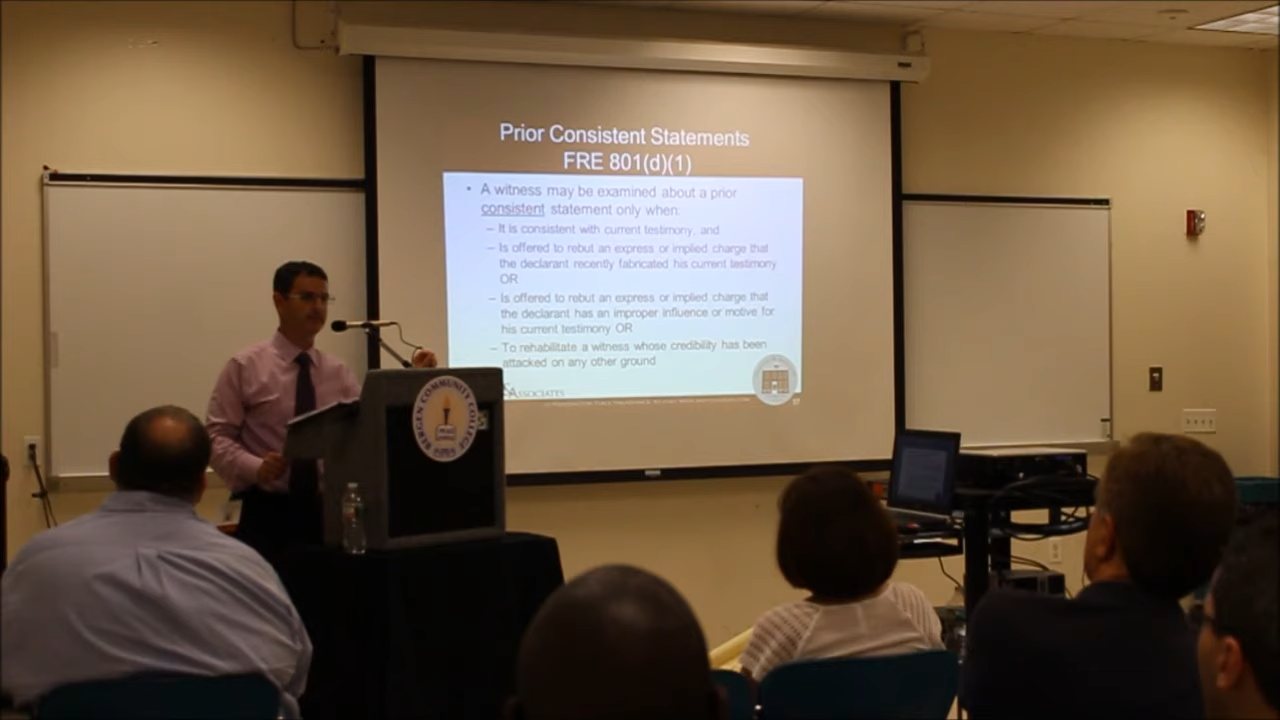 Prior Consistent Statements
FRE 801(d)(1)
• A witness may be examined about a prior
consistent statement only when:
– It is consistent with current testimony, and
– Is offered to rebut an express or implied charge that
the declarant recently fabricated his current testimony
OR
– Is offered to rebut an express or implied charge that
the declarant has an improper influence or motive for
his current testimony OR
– To rehabilitate a witness whose credibility has been
attacked on any other ground
ASSOCIATES
BERGEN COMMUNITY COLLEGE